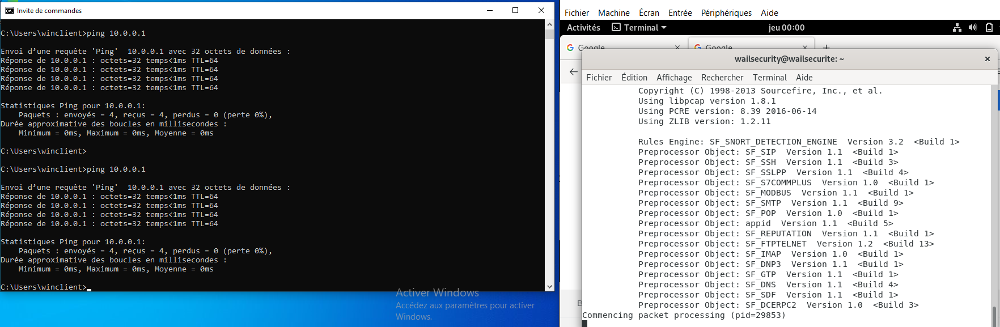 Invite de commandes
C:\Users\winclient>ping 10.0.0.1
Envoi d’une requête 'Ping'  10.0.0.1 avec 32 octets de données :
Réponse de 10.0.0.1 : octets=32 temps<1ms TTL=64
Réponse de 10.0.0.1 : octets=32 temps<1ms TTL=64
Réponse de 10.0.0.1 : octets=32 temps<1ms TTL=64
Réponse de 10.0.0.1 : octets=32 temps<1ms TTL=64
Statistiques Ping pour 10.0.0.1:
    Paquets : envoyés = 4, reçus = 4, perdus = 0 (perte 0%),
Durée approximative des boucles en millisecondes :
    Minimum = 0ms, Maximum = 0ms, Moyenne = 0ms
C:\Users\winclient>
C:\Users\winclient>ping 10.0.0.1
Envoi d’une requête 'Ping'  10.0.0.1 avec 32 octets de données :
Réponse de 10.0.0.1 : octets=32 temps<1ms TTL=64
Réponse de 10.0.0.1 : octets=32 temps<1ms TTL=64
Réponse de 10.0.0.1 : octets=32 temps<1ms TTL=64
Réponse de 10.0.0.1 : octets=32 temps<1ms TTL=64
Statistiques Ping pour 10.0.0.1:
    Paquets : envoyés = 4, reçus = 4, perdus = 0 (perte 0%),
Durée approximative des boucles en millisecondes :
    Minimum = 0ms, Maximum = 0ms, Moyenne = 0ms
C:\Users\winclient>
Activer Windows
Accédez aux paramètres pour activer
Windows.
Fichier Machine Écran Entrée Périphériques Aide
Activités Terminal jeu 00:00
Google Google
wailsecurity@wailsecurite: ~
Fichier Édition Affichage Rechercher Terminal Aide
Copyright (C) 1998-2013 Sourcefire, Inc., et al.
Using libpcap version 1.8.1
Using PCRE version: 8.39 2016-06-14
Using ZLIB version: 1.2.11
Rules Engine: SF_SNORT_DETECTION_ENGINE  Version 3.2  <Build 1>
Preprocessor Object: SF_SIP  Version 1.1  <Build 1>
Preprocessor Object: SF_SSH  Version 1.1  <Build 3>
Preprocessor Object: SF_SSLPP  Version 1.1  <Build 4>
Preprocessor Object: SF_S7COMMPLUS  Version 1.0  <Build 1>
Preprocessor Object: SF_MODBUS  Version 1.1  <Build 1>
Preprocessor Object: SF_SMTP  Version 1.1  <Build 9>
Preprocessor Object: SF_POP  Version 1.0  <Build 1>
Preprocessor Object: appid  Version 1.1  <Build 5>
Preprocessor Object: SF_REPUTATION  Version 1.1  <Build 1>
Preprocessor Object: SF_FTPTELNET  Version 1.2  <Build 13>
Preprocessor Object: SF_IMAP  Version 1.0  <Build 1>
Preprocessor Object: SF_DNP3  Version 1.1  <Build 1>
Preprocessor Object: SF_GTP  Version 1.1  <Build 1>
Preprocessor Object: SF_DNS  Version 1.1  <Build 4>
Preprocessor Object: SF_SDF  Version 1.1  <Build 1>
Preprocessor Object: SF_DCERPC2  Version 1.0  <Build 3>
Commencing packet processing (pid=29853)